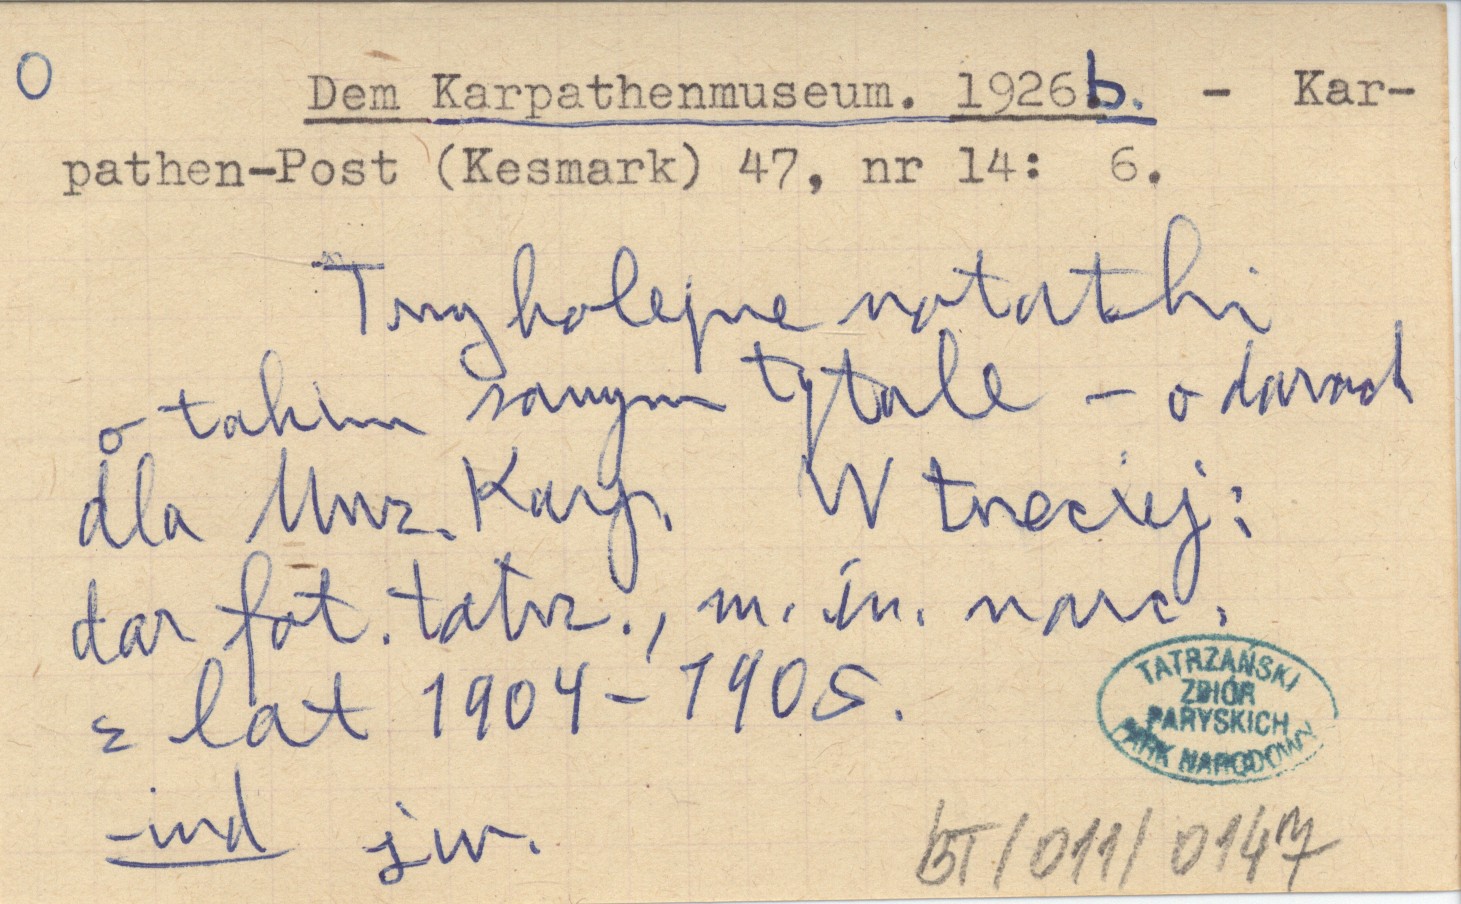 O
Dem Karpathenmuseum. 1926b. - Kar-
pathen-Post (Kesmark) 47, nr 14: 6.
Trzy kolejne notatki
o takim samym tytule - o darach
dla Muz. Karp. W trzeciej:
dar fot. tatrz., m. in. narc.
z lat 1904-1905.
-ind jw.
TATRZAŃSKI
ZBIÓR
PARYSKICH
PARK NARODOWY
BT/011/0147